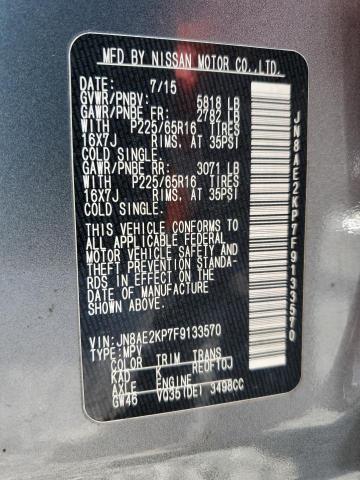 MFD BY NISSAN MOTOR CO.,LTD.
DATE: 7/15
GVWR/PNBV: 5818 LB
GAWR/PNBE FR: 2782 LB
WITH P225/65R16 TIRES
16X7J RIMS, AT 35PSI
COLD SINGLE.
GAWR/PNBE RR: 3071 LB
WITH P225/65R16 TIRES
16X7J RIMS, AT 35PSI
COLD SINGLE.
THIS VEHICLE CONFORMS TO
ALL APPLICABLE FEDERAL
MOTOR VEHICLE SAFETY AND
THEFT PREVENTION STANDA-
RDS IN EFFECT ON THE DATE
OF MANUFACTURE SHOWN
ABOVE.
VIN: JN8AE2KP7F9133570
TYPE: MPV
COLOR TRIM TRANS
KAD K RE0F10J
AXLE ENGINE
GW46 VQ35(DE) 3498CC
JN8AE2KP7F9133570